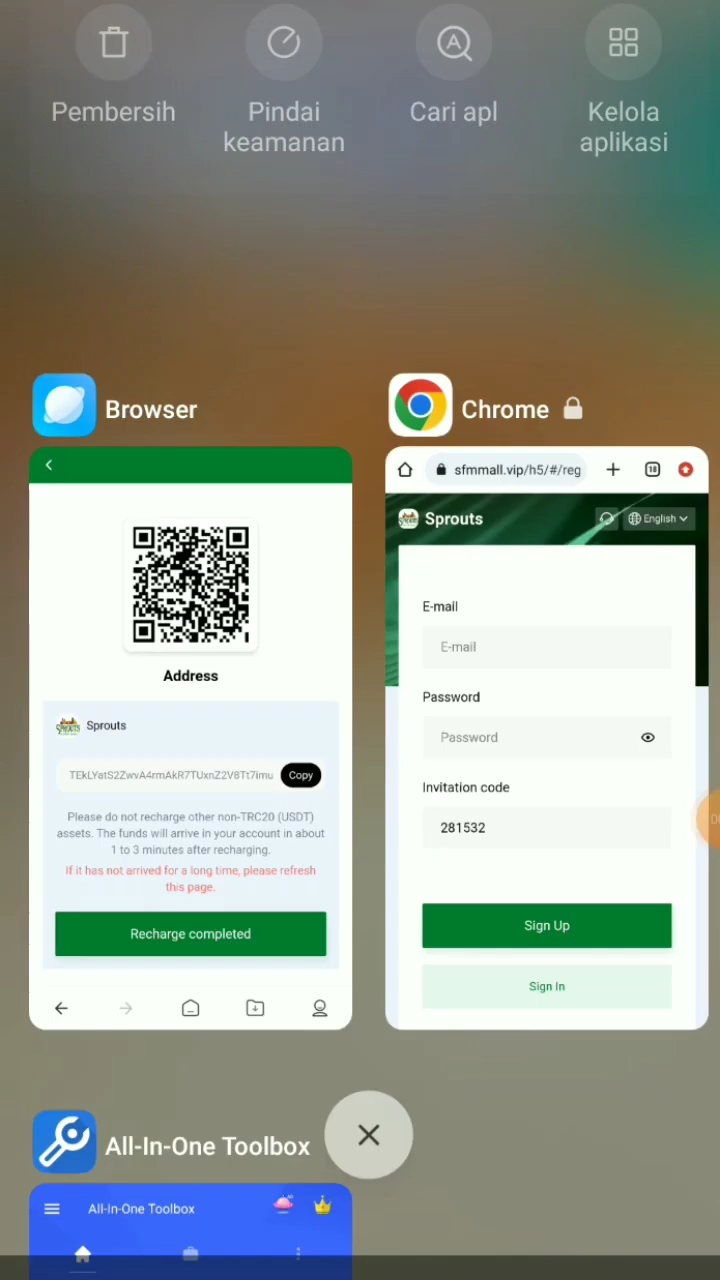 Pembersih
Pindai
keamanan
Cari apl
Kelola
aplikasi
Browser
Address
Sprouts
TEkLYatS2ZwvA4rmAkR7TUxnZ2V8Tt7imu
Copy
Please do not recharge other non-TRC20 (USDT)
assets. The funds will arrive in your account in about
1 to 3 minutes after recharging.
If it has not arrived for a long time, please refresh
this page.
Recharge completed
Chrome
sfmmall.vip/h5/#/reg
18
Sprouts
English
E-mail
E-mail
Password
Password
Invitation code
281532
Sign Up
Sign In
All-In-One Toolbox
All-In-One Toolbox